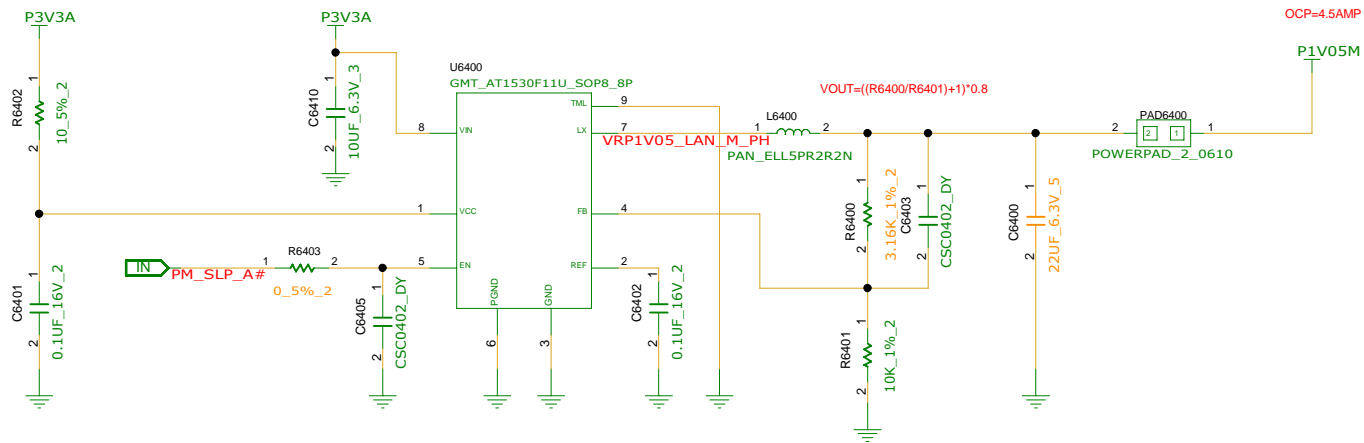 P3V3A
P3V3A
OCP=4.5AMP
P1V05M
U6400
GMT_AT1530F11U_SOP8_8P
VOUT=((R6400/R6401)+1)*0.8
1
R6402
10_5%_2
2
1
C6410
10UF_6.3V_3
2
8
VIN
TML
9
LX
7
VRP1V05_LAN_M_PH
1
L6400
2
PAN_ELL5PR2R2N
2
PAD6400
2
1
1
POWERPAD_2_0610
1
R6400
3.16K_1%_2
2
1
C6403
CSC0402_DY
2
1
C6400
22UF_6.3V_5
2
1
VCC
FB
4
IN
PM_SLP_A#
1
R6403
2
0_5%_2
5
EN
REF
2
PGND
GND
6
3
1
C6401
0.1UF_16V_2
2
1
C6405
CSC0402_DY
2
1
C6402
0.1UF_16V_2
2
1
R6401
10K_1%_2
2